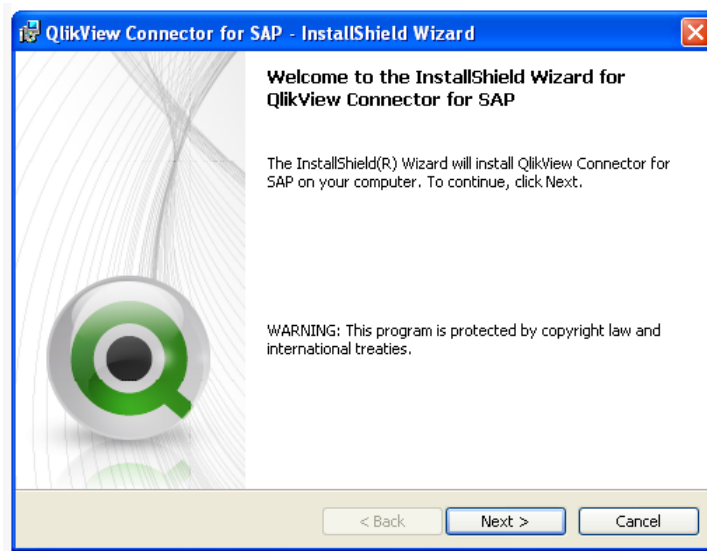 QlikView Connector for SAP - InstallShield Wizard
Welcome to the InstallShield Wizard for
QlikView Connector for SAP
The InstallShield(R) Wizard will install QlikView Connector for
SAP on your computer. To continue, click Next.
WARNING: This program is protected by copyright law and
international treaties.
< Back
Next >
Cancel